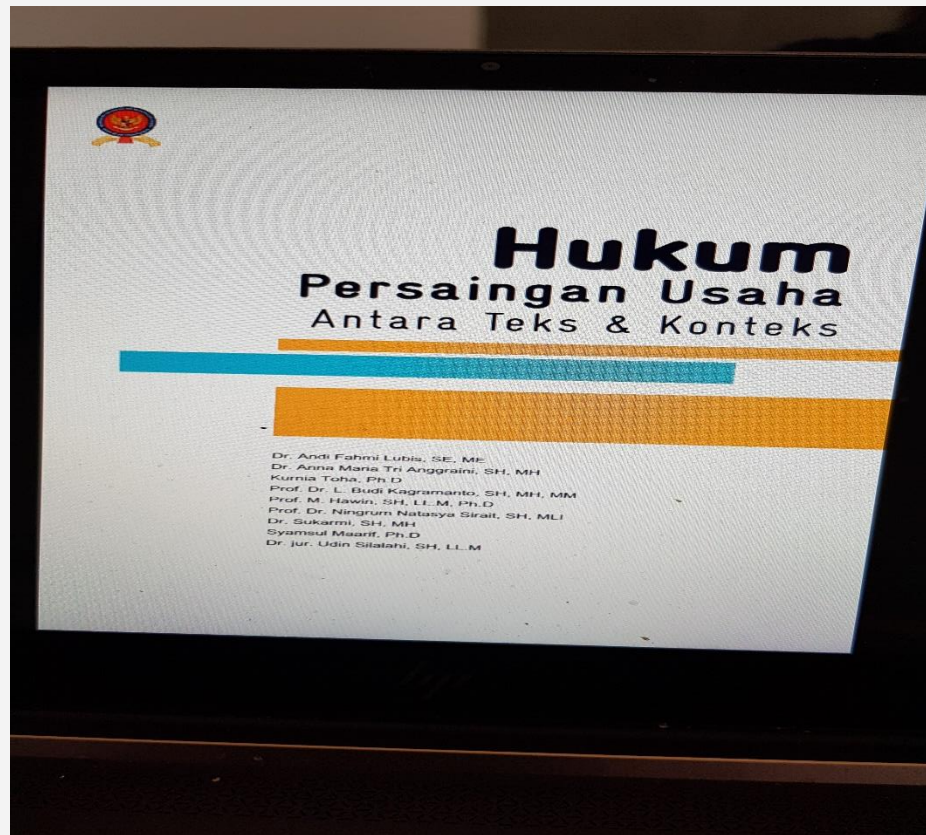 Hukum
Persaingan Usaha
Antara Teks & Konteks
Dr. Andi Fahmi Lubis, SE, ME
Dr. Anna Maria Tri Anggraini, SH, MH
Kurnia Toha, Ph.D
Prof. Dr. L. Budi Kagramanto, SH, MH, MM
Prof. M. Hawin, SH, LL.M, Ph.D
Prof. Dr. Ningrum Natasya Sirait, SH, MLI
Dr. Sukarmi, SH, MH
Syamsul Maarif, Ph.D
Dr. jur. Udin Silalahi, SH, LL.M
hp